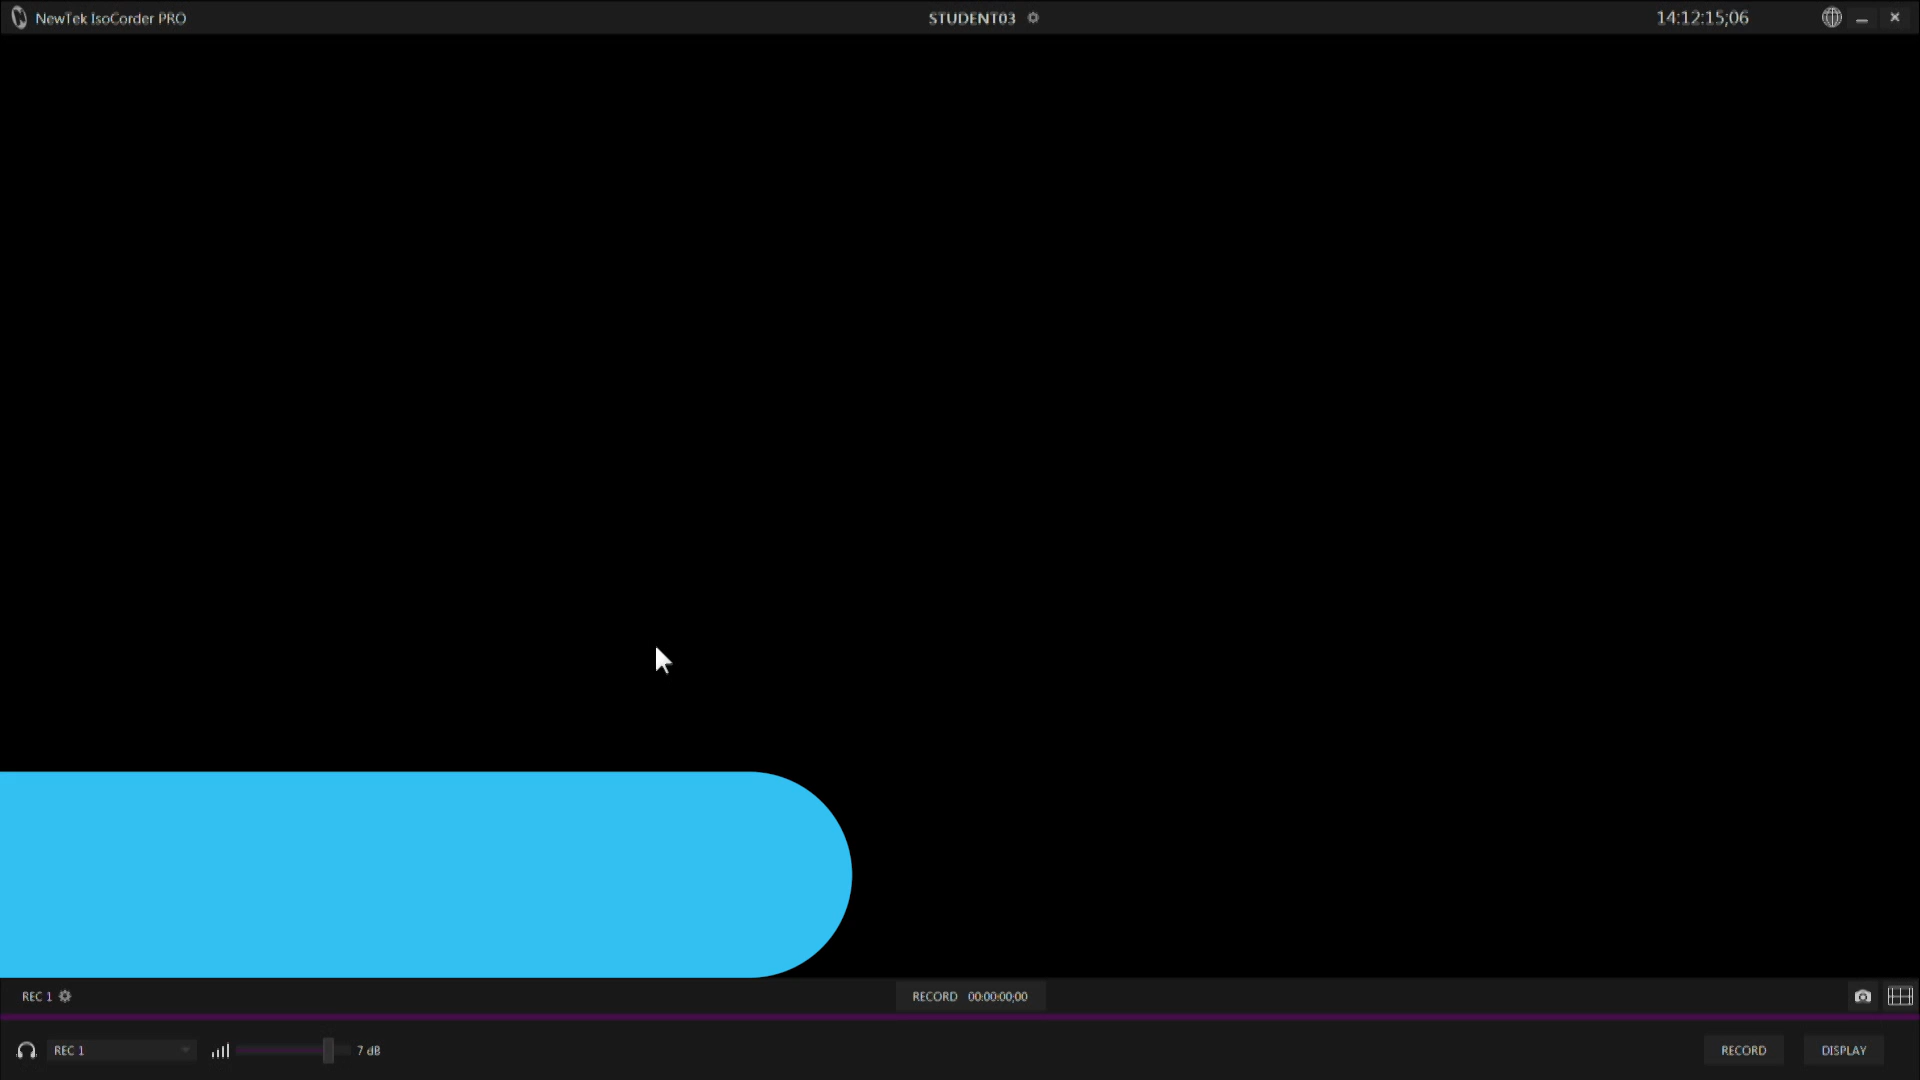 NewTek IsoCorder PRO
STUDENT03
14:12:15;06
REC 1
RECORD 00:00:00;00
REC 1
7 dB
RECORD
DISPLAY